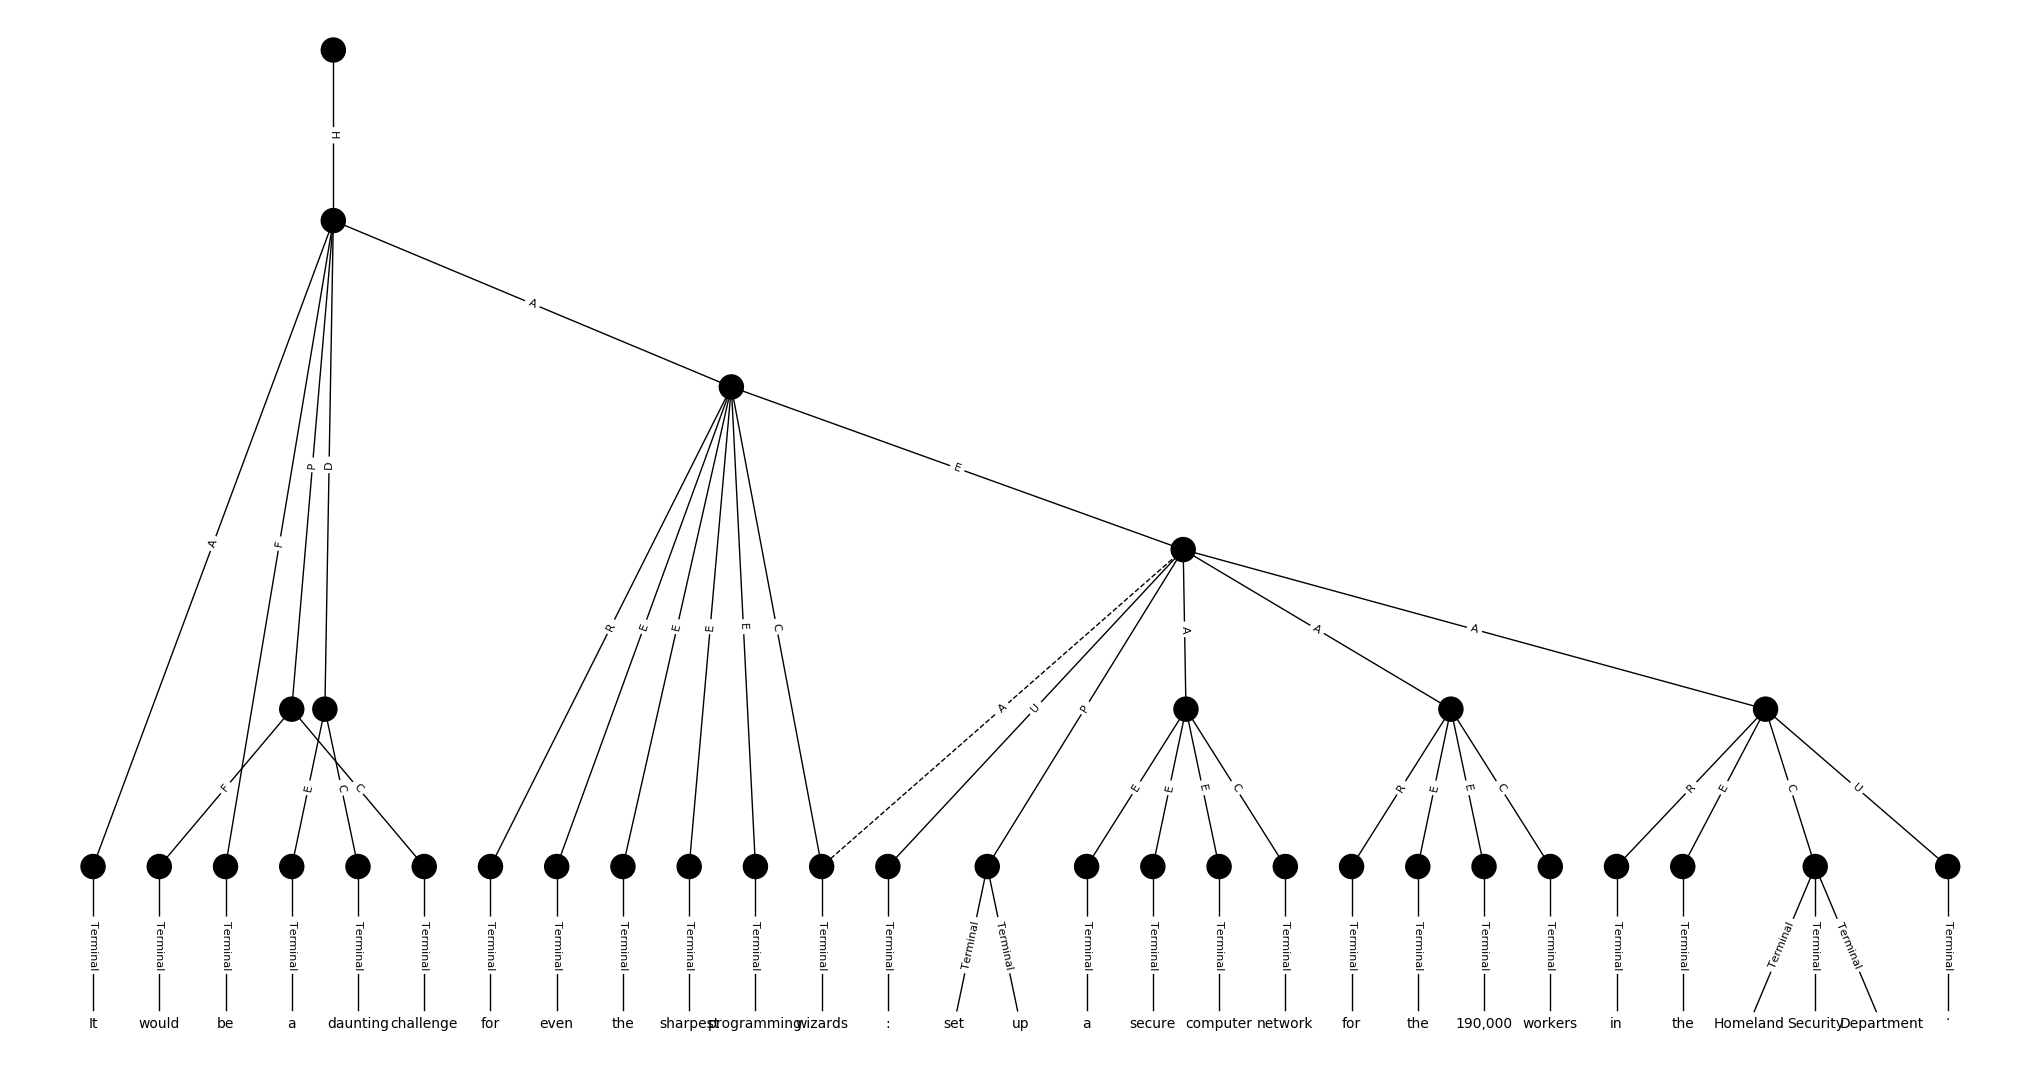 H
A
E
P D
A F
R E E E E C A A A
A U P
F E C C E E E C R E E C R E C U
Terminal Terminal Terminal Terminal Terminal Terminal Terminal Terminal Terminal Terminal Terminal Terminal Terminal Terminal Terminal Terminal Terminal Terminal Terminal Terminal Terminal Terminal Terminal Terminal Terminal Terminal Terminal Terminal Terminal
It would be a daunting challenge for even the sharpest programming wizards : set up a secure computer network for the 190,000 workers in the Homeland Security Department .